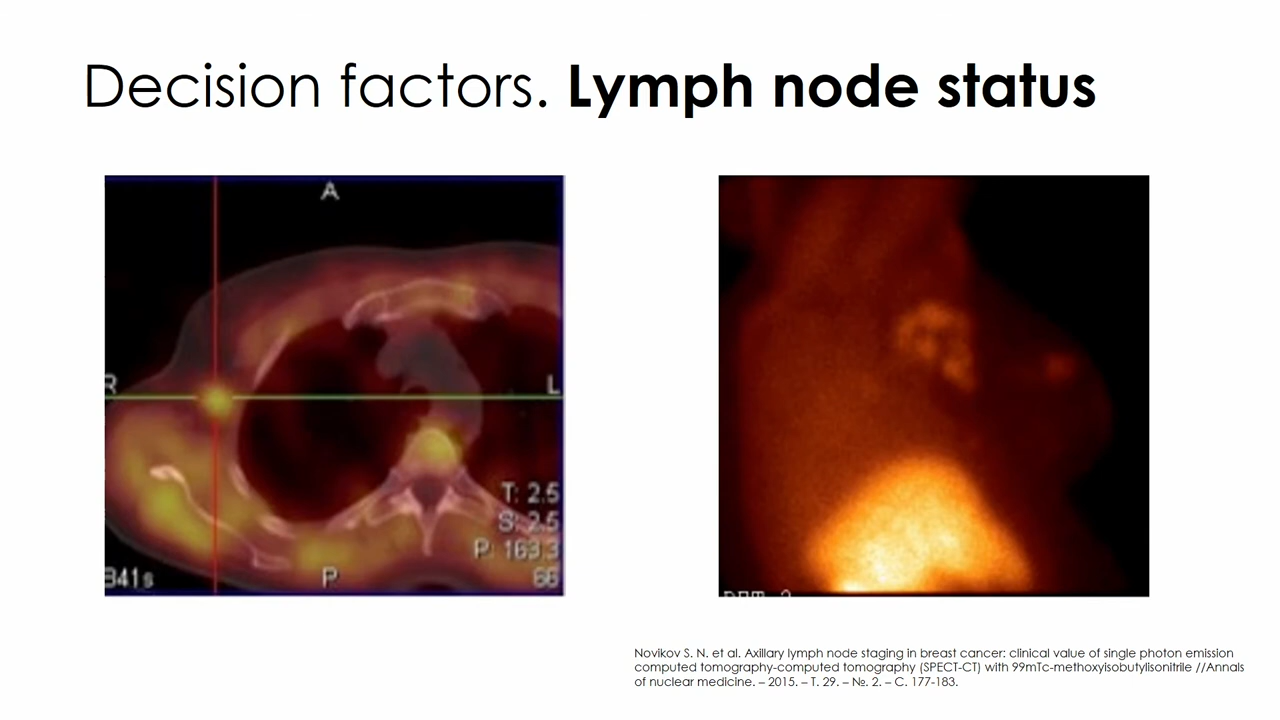 Decision factors. Lymph node status
A
R
L
T: 2.5
S: 2.5
P: 163.3
341s
P
66
Novikov S. N. et al. Axillary lymph node staging in breast cancer: clinical value of single photon emission
computed tomography-computed tomography (SPECT-CT) with 99mTc-methoxyisobutylisonitrile //Annals
of nuclear medicine. – 2015. – Т. 29. – №. 2. – С. 177-183.